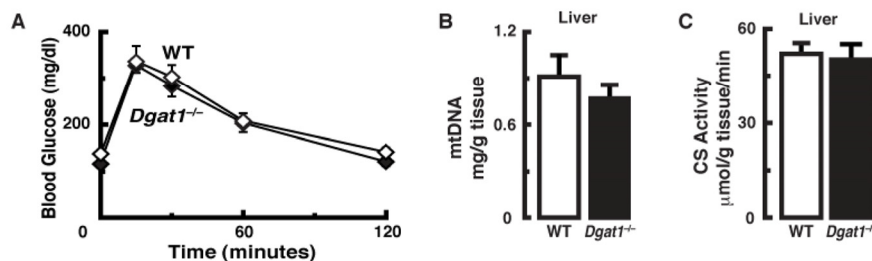 A
Blood Glucose (mg/dl)
400
200
0
60
120
Time (minutes)
WT
Dgat1–/–
B
Liver
mtDNA
mg/g tissue
1.2
0.6
0
WT
Dgat1–/–
C
Liver
CS Activity
μmol/g tissue/min
60
30
0
WT
Dgat1–/